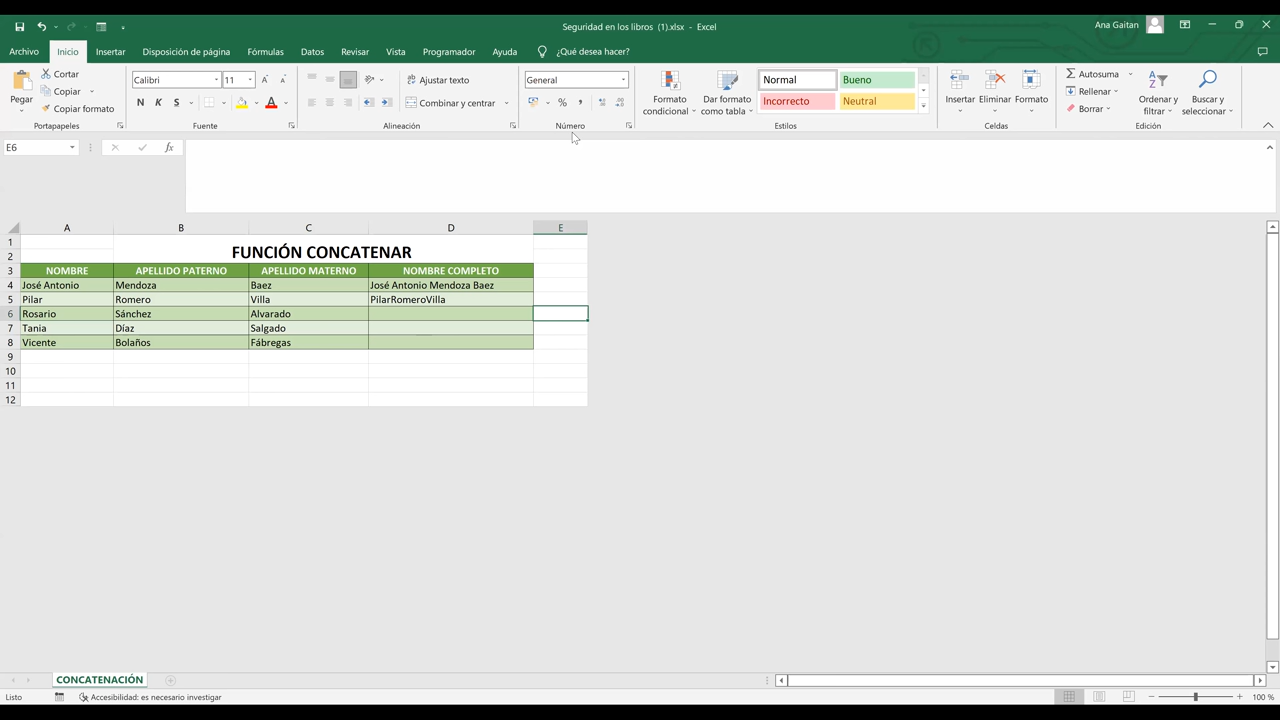 Seguridad en los libros (1).xlsx - Excel
Ana Gaitan
Archivo Inicio Insertar Disposición de página Fórmulas Datos Revisar Vista Programador Ayuda ¿Qué desea hacer?
Pegar
Cortar
Copiar
Copiar formato
Portapapeles
Calibri 11
N K S
Fuente
Ajustar texto
Combinar y centrar
Alineación
General
Número
Formato condicional
Dar formato como tabla
Normal Bueno
Incorrecto Neutral
Estilos
Insertar Eliminar Formato
Celdas
Autosuma
Rellenar
Borrar
Ordenar y filtrar
Buscar y seleccionar
Edición
E6
fx
A B C D E
1
2 FUNCIÓN CONCATENAR
3 NOMBRE APELLIDO PATERNO APELLIDO MATERNO NOMBRE COMPLETO
4 José Antonio Mendoza Baez José Antonio Mendoza Baez
5 Pilar Romero Villa PilarRomeroVilla
6 Rosario Sánchez Alvarado
7 Tania Díaz Salgado
8 Vicente Bolaños Fábregas
9
10
11
12
CONCATENACIÓN
Listo Accesibilidad: es necesario investigar 100 %